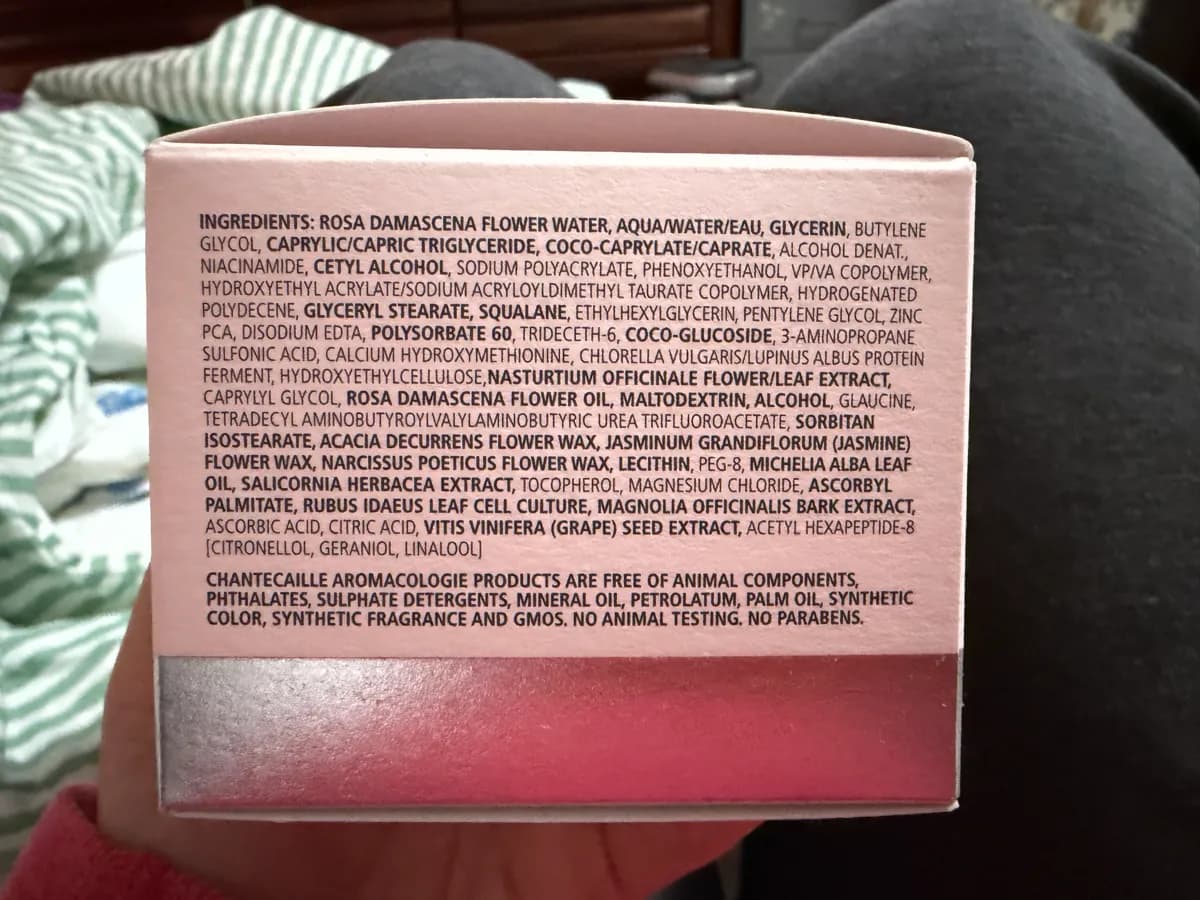 INGREDIENTS: ROSA DAMASCENA FLOWER WATER, AQUA/WATER/EAU, GLYCERIN, BUTYLENE
GLYCOL, CAPRYLIC/CAPRIC TRIGLYCERIDE, COCO-CAPRYLATE/CAPRATE, ALCOHOL DENAT.,
NIACINAMIDE, CETYL ALCOHOL, SODIUM POLYACRYLATE, PHENOXYETHANOL, VP/VA COPOLYMER,
HYDROXYETHYL ACRYLATE/SODIUM ACRYLOYLDIMETHYL TAURATE COPOLYMER, HYDROGENATED
POLYDECENE, GLYCERYL STEARATE, SQUALANE, ETHYLHEXYLGLYCERIN, PENTYLENE GLYCOL, ZINC
PCA, DISODIUM EDTA, POLYSORBATE 60, TRIDECETH-6, COCO-GLUCOSIDE, 3-AMINOPROPANE
SULFONIC ACID, CALCIUM HYDROXYMETHIONINE, CHLORELLA VULGARIS/LUPINUS ALBUS PROTEIN
FERMENT, HYDROXYETHYLCELLULOSE,NASTURTIUM OFFICINALE FLOWER/LEAF EXTRACT,
CAPRYLYL GLYCOL, ROSA DAMASCENA FLOWER OIL, MALTODEXTRIN, ALCOHOL, GLAUCINE,
TETRADECYL AMINOBUTYROYLVALYLAMINOBUTYRIC UREA TRIFLUOROACETATE, SORBITAN
ISOSTEARATE, ACACIA DECURRENS FLOWER WAX, JASMINUM GRANDIFLORUM (JASMINE)
FLOWER WAX, NARCISSUS POETICUS FLOWER WAX, LECITHIN, PEG-8, MICHELIA ALBA LEAF
OIL, SALICORNIA HERBACEA EXTRACT, TOCOPHEROL, MAGNESIUM CHLORIDE, ASCORBYL
PALMITATE, RUBUS IDAEUS LEAF CELL CULTURE, MAGNOLIA OFFICINALIS BARK EXTRACT,
ASCORBIC ACID, CITRIC ACID, VITIS VINIFERA (GRAPE) SEED EXTRACT, ACETYL HEXAPEPTIDE-8
[CITRONELLOL, GERANIOL, LINALOOL]
CHANTECAILLE AROMACOLOGIE PRODUCTS ARE FREE OF ANIMAL COMPONENTS,
PHTHALATES, SULPHATE DETERGENTS, MINERAL OIL, PETROLATUM, PALM OIL, SYNTHETIC
COLOR, SYNTHETIC FRAGRANCE AND GMOS. NO ANIMAL TESTING. NO PARABENS.